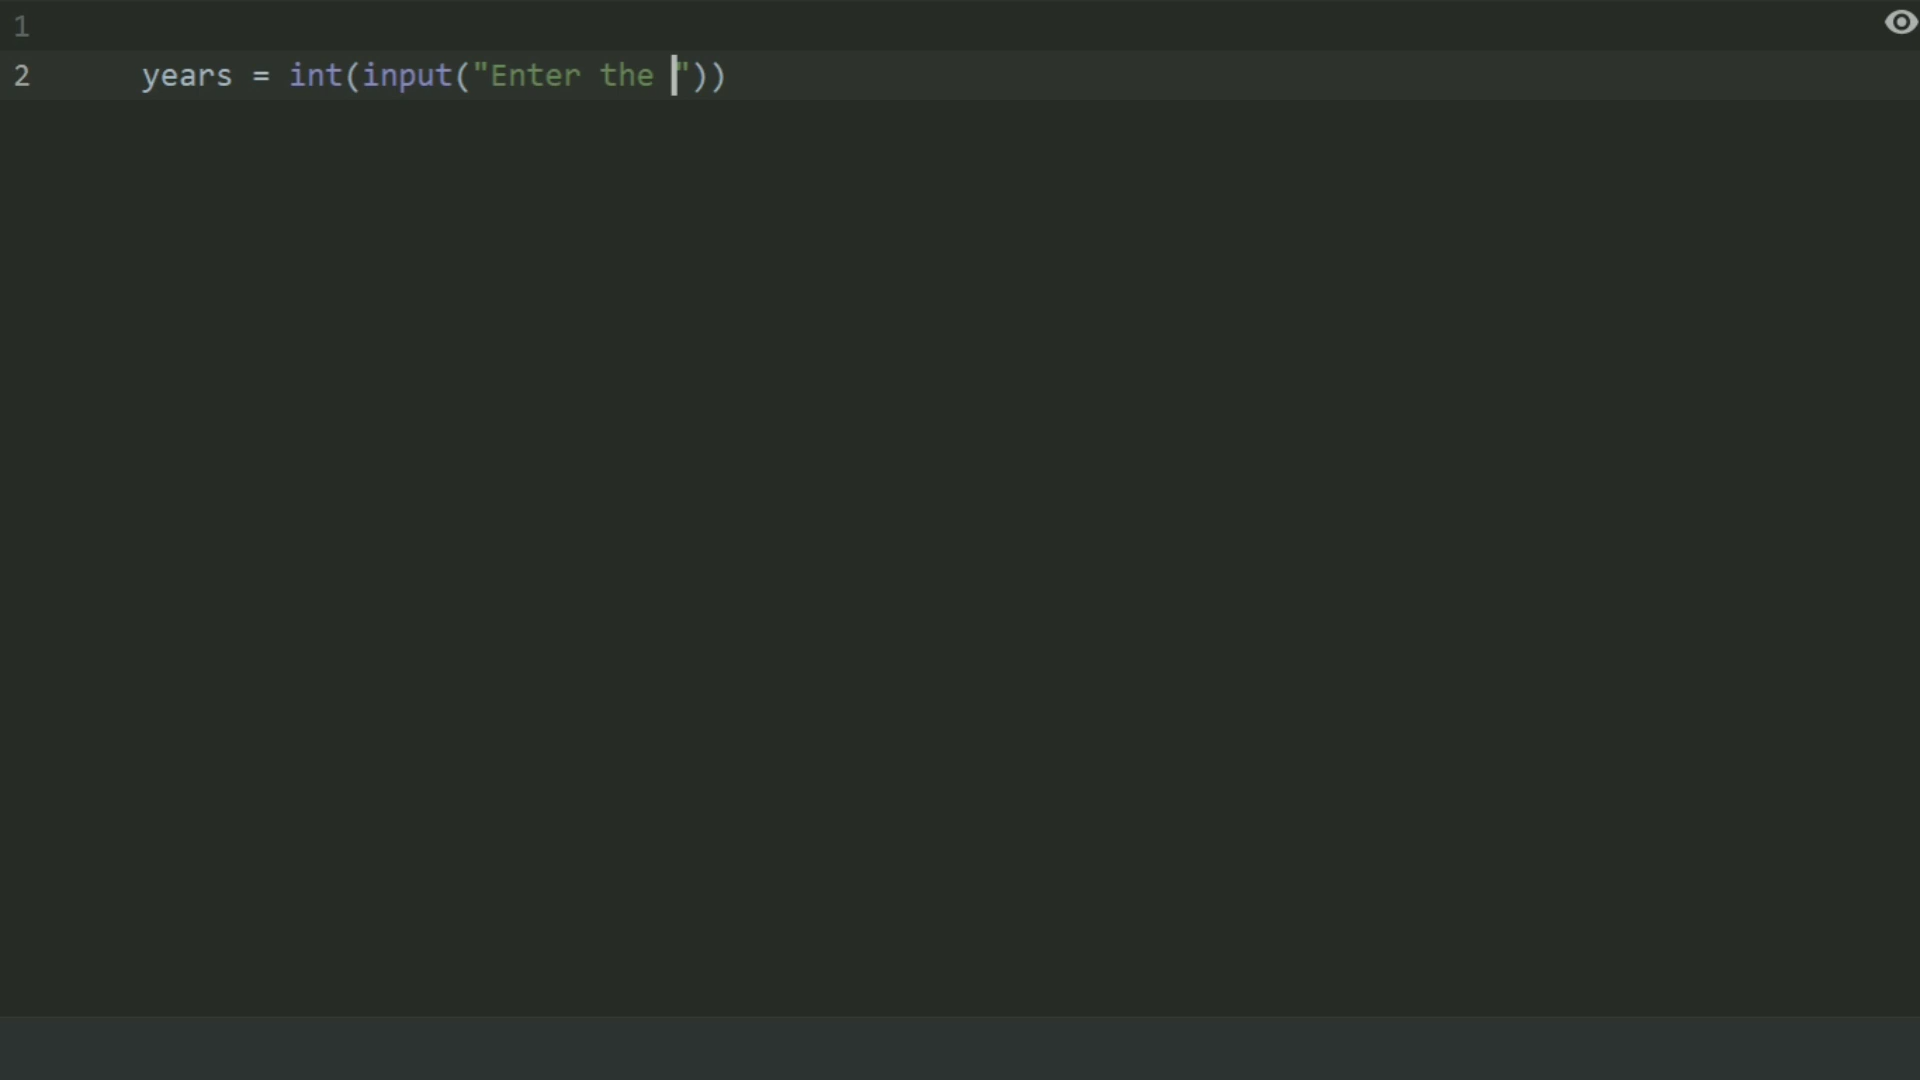 1
2 years = int(input("Enter the "))